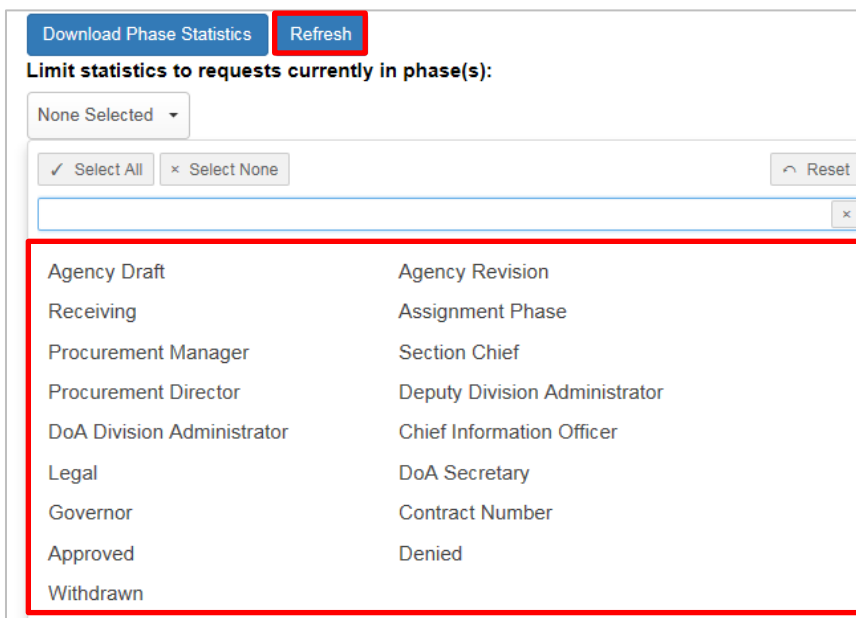 Download Phase Statistics Refresh
Limit statistics to requests currently in phase(s):
None Selected
✓ Select All × Select None Reset
×
Agency Draft Agency Revision
Receiving Assignment Phase
Procurement Manager Section Chief
Procurement Director Deputy Division Administrator
DoA Division Administrator Chief Information Officer
Legal DoA Secretary
Governor Contract Number
Approved Denied
Withdrawn